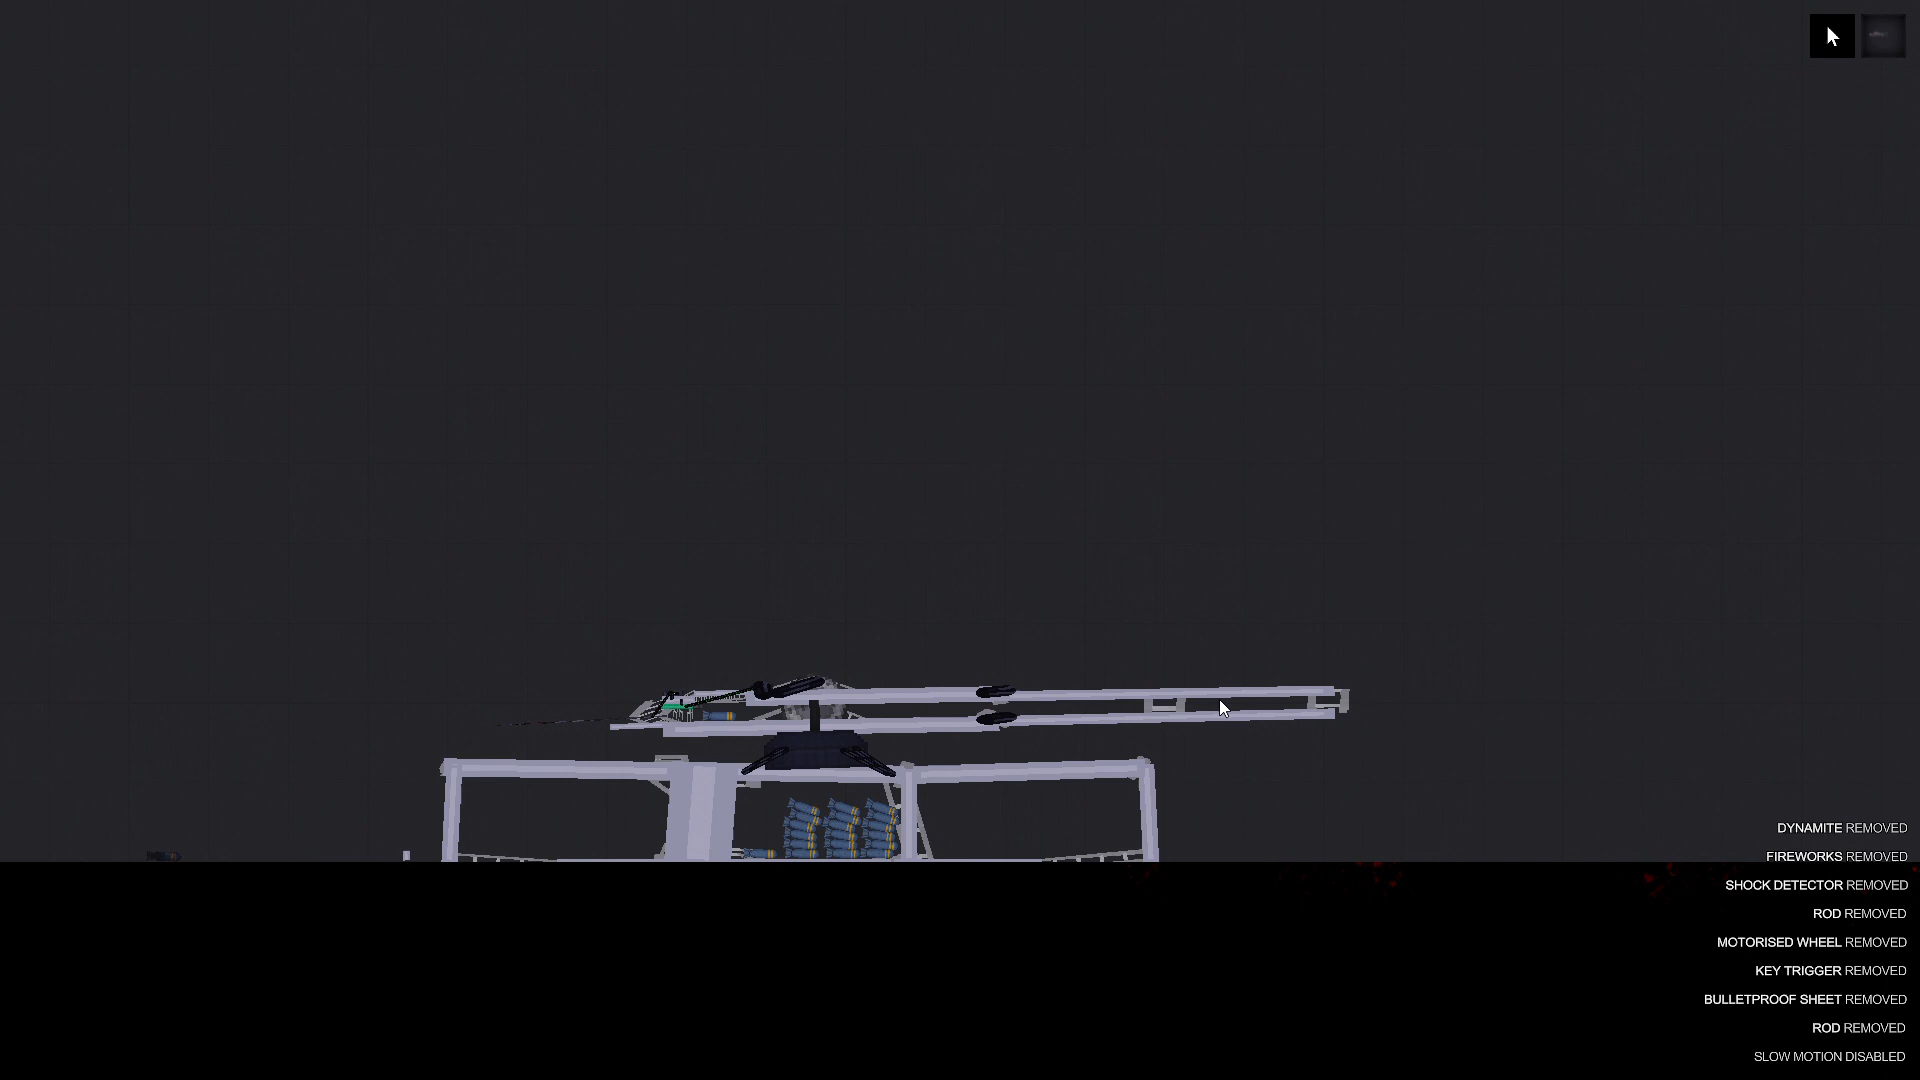 DYNAMITE REMOVED
FIREWORKS REMOVED
SHOCK DETECTOR REMOVED
ROD REMOVED
MOTORISED WHEEL REMOVED
KEY TRIGGER REMOVED
BULLETPROOF SHEET REMOVED
ROD REMOVED
SLOW MOTION DISABLED